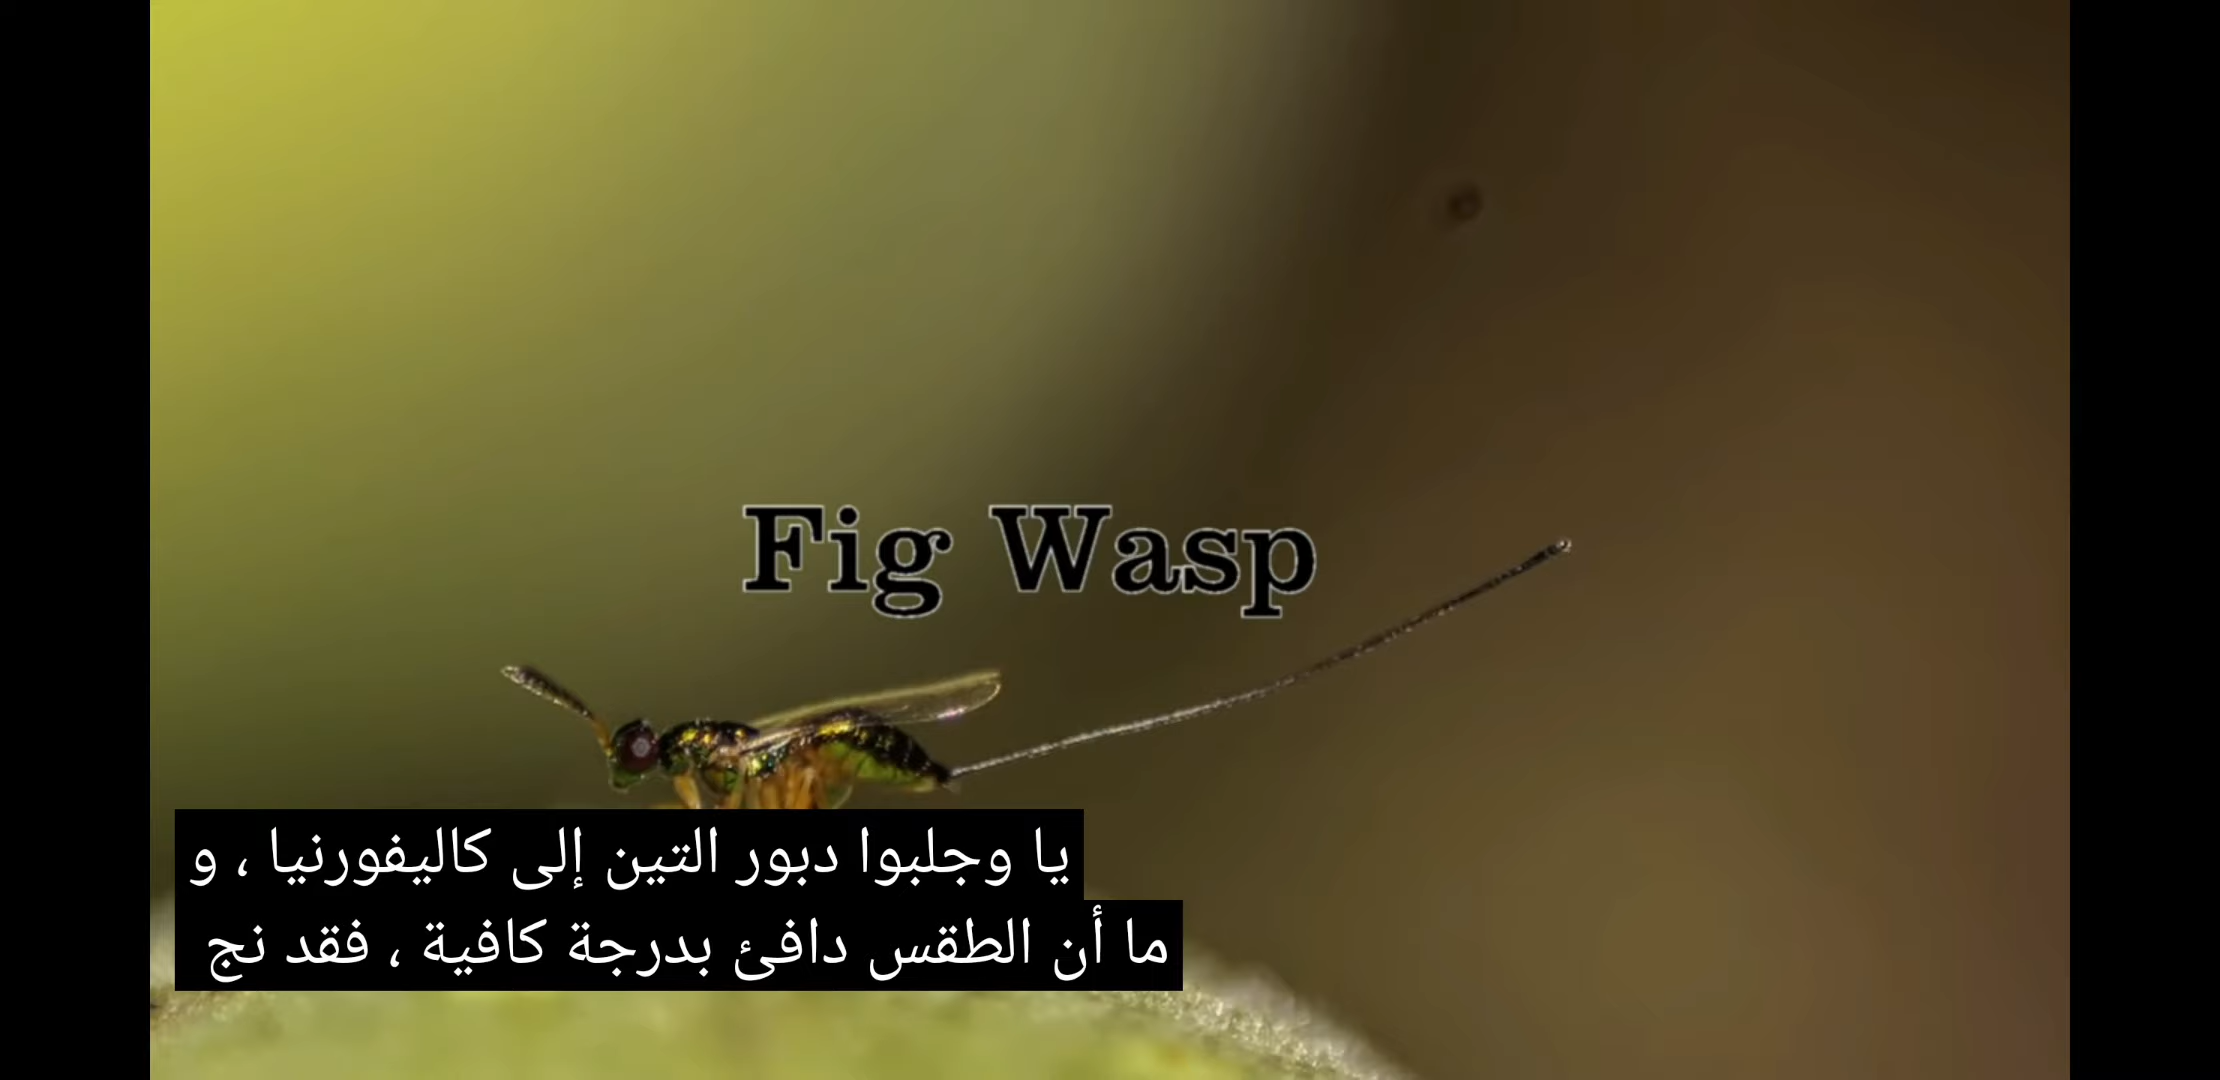 Fig Wasp
يا وجلبوا دبور التين إلى كاليفورنيا ، و
ما أن الطقس دافئ بدرجة كافية ، فقد نج